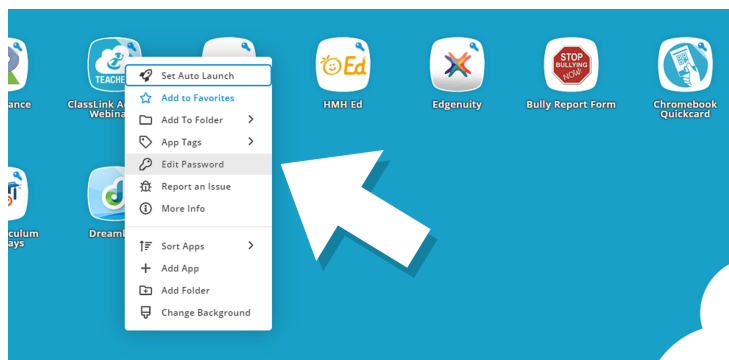 TEACHE
Ed
STOP
BULLYING
NOW!
ance
ClassLink A
Webina
HMH Ed
Edgenuity
Bully Report Form
Chromebook
Quickcard
Set Auto Launch
Add to Favorites
Add To Folder
App Tags
Edit Password
Report an Issue
More Info
Sort Apps
Add App
Add Folder
Change Background
culum
ays
Dream